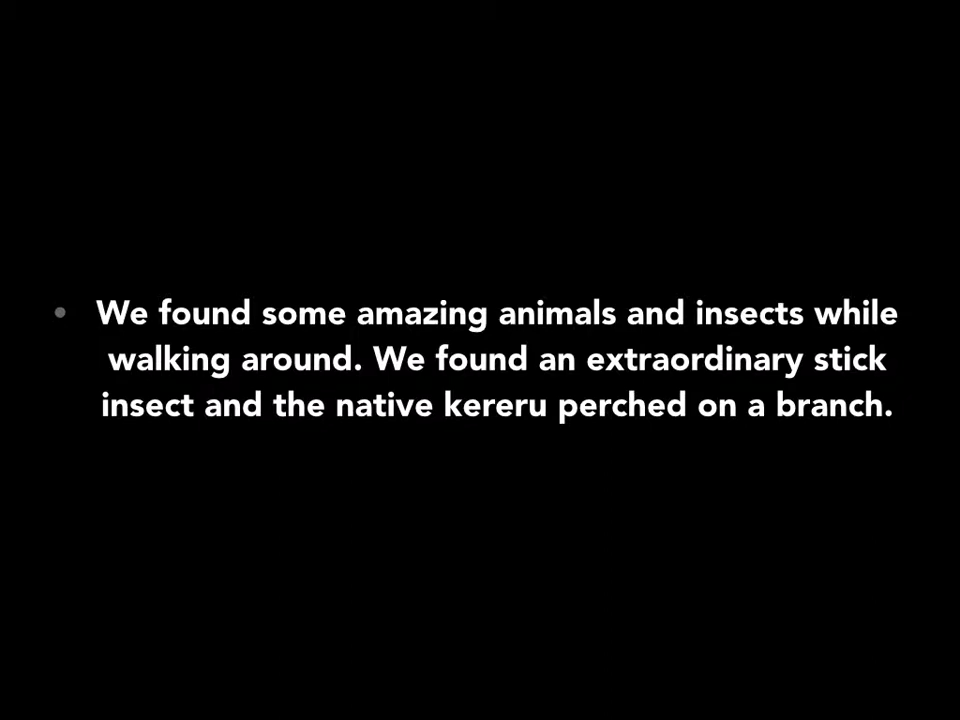 • We found some amazing animals and insects while
walking around. We found an extraordinary stick
insect and the native kereru perched on a branch.